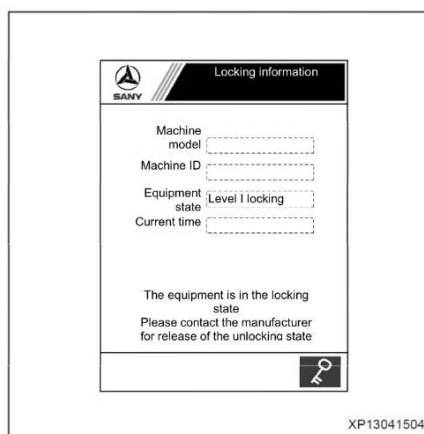 Locking information
SANY
Machine
model
Machine ID
Equipment
state
Level I locking
Current time
The equipment is in the locking
state
Please contact the manufacturer
for release of the unlocking state
XP13041504